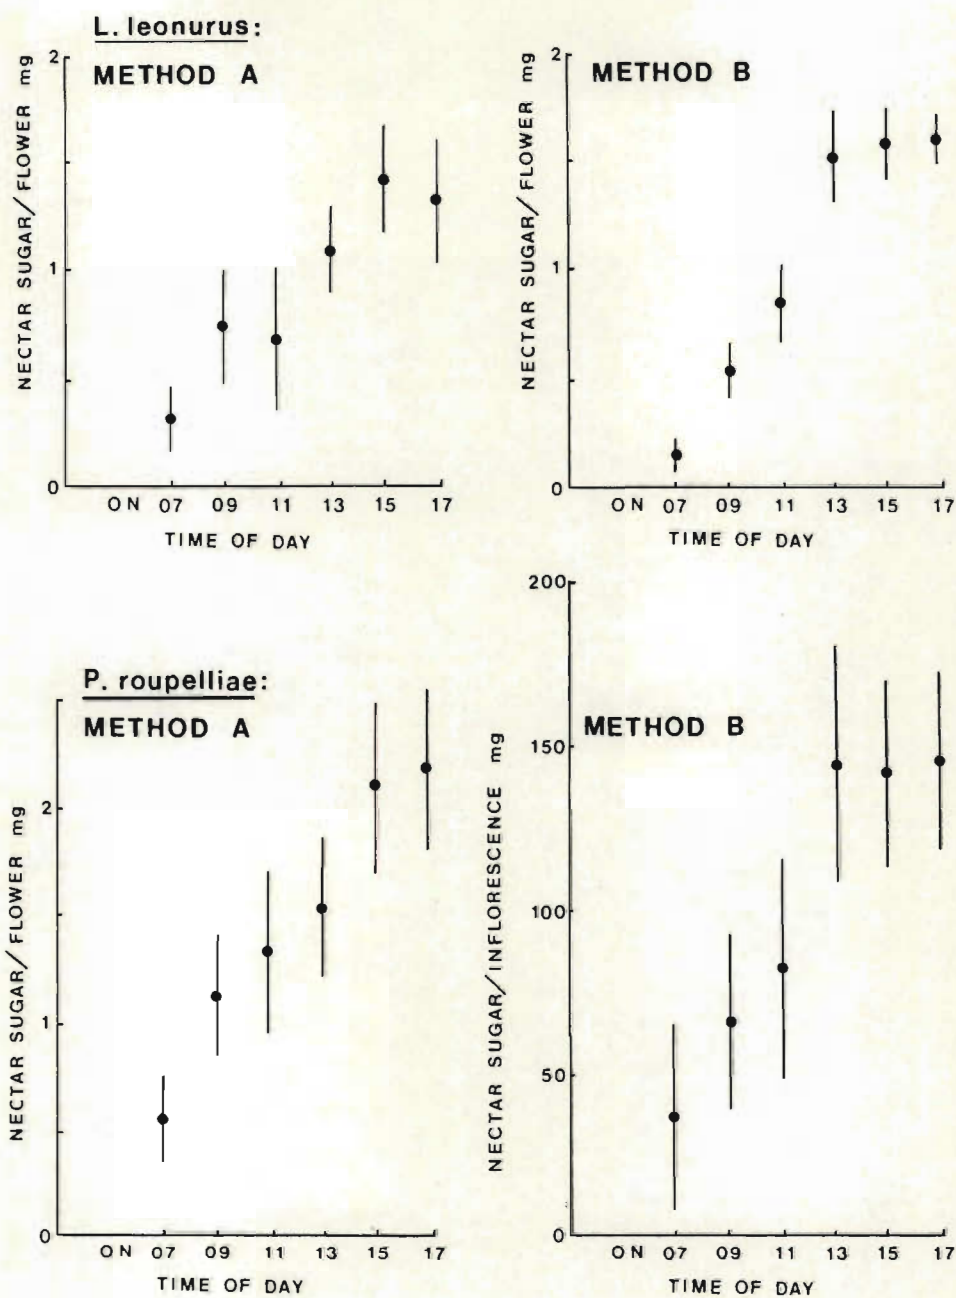 L. leonurus:
METHOD A
NECTAR SUGAR/FLOWER mg
2
1
0
ON 07 09 11 13 15 17
TIME OF DAY
METHOD B
NECTAR SUGAR/FLOWER mg
2
1
0
ON 07 09 11 13 15 17
TIME OF DAY
P. roupelliae:
METHOD A
NECTAR SUGAR/FLOWER mg
2
1
0
ON 07 09 11 13 15 17
TIME OF DAY
METHOD B
NECTAR SUGAR/INFLORESCENCE mg
200
150
100
50
0
ON 07 09 11 13 15 17
TIME OF DAY